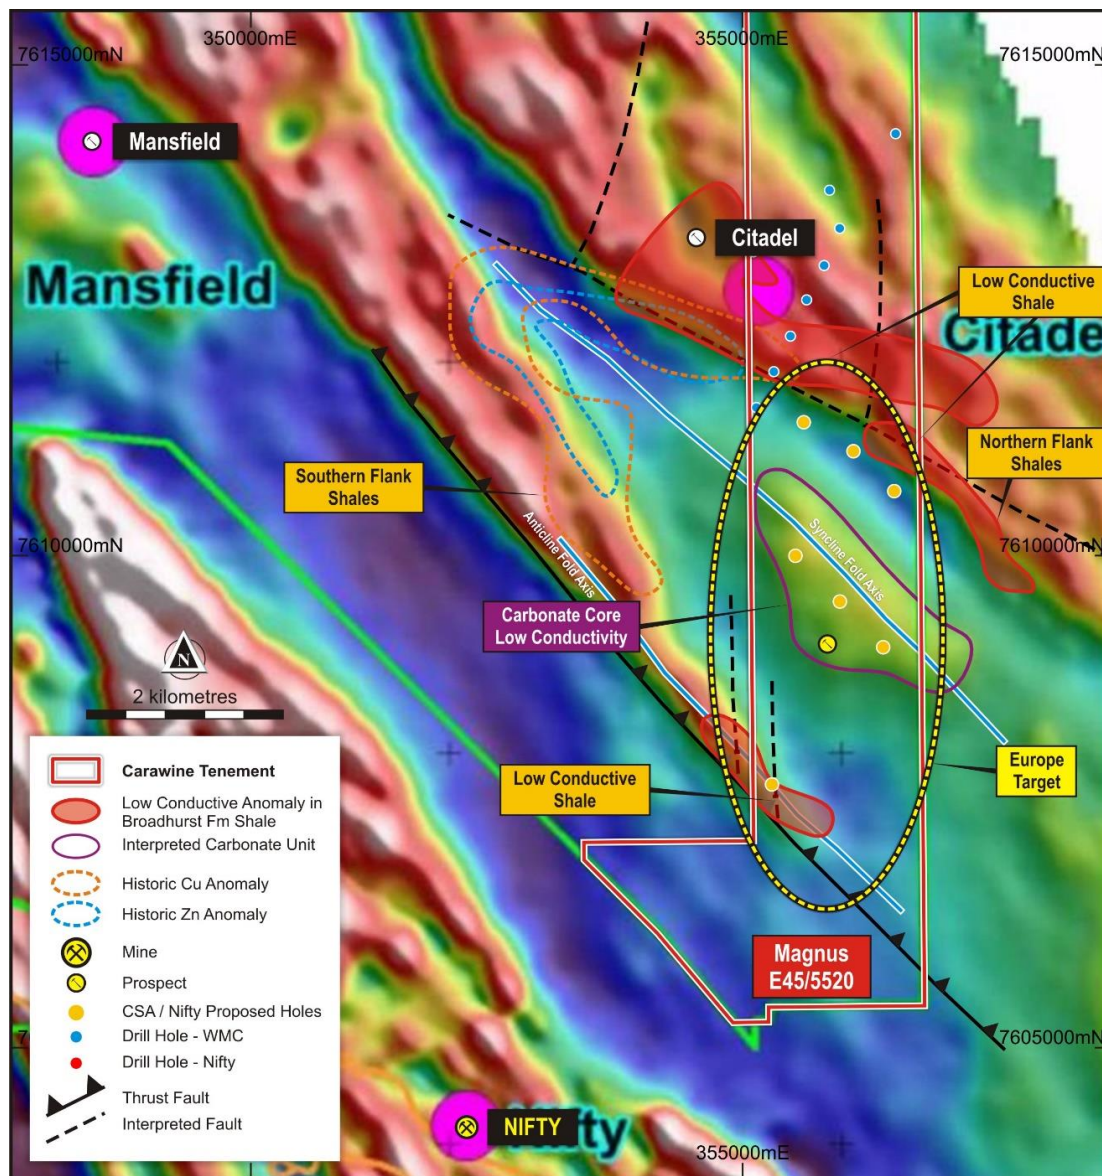 350000mE
355000mE
7615000mN
7615000mN
Mansfield
Mansfield
Citadel
Low Conductive
Shale
Citade
Northern Flank
Shales
Southern Flank
Shales
Anticline Fold Axis
Syncline Fold Axis
7610000mN
7610000mN
Carbonate Core
Low Conductivity
N
2 kilometres
Low Conductive
Shale
Europe
Target
Carawine Tenement
Low Conductive Anomaly in
Broadhurst Fm Shale
Interpreted Carbonate Unit
Historic Cu Anomaly
Historic Zn Anomaly
Mine
Prospect
CSA / Nifty Proposed Holes
Drill Hole - WMC
Drill Hole - Nifty
Thrust Fault
Interpreted Fault
Magnus
E45/5520
7605000mN
NIFTY
fty
355000mE